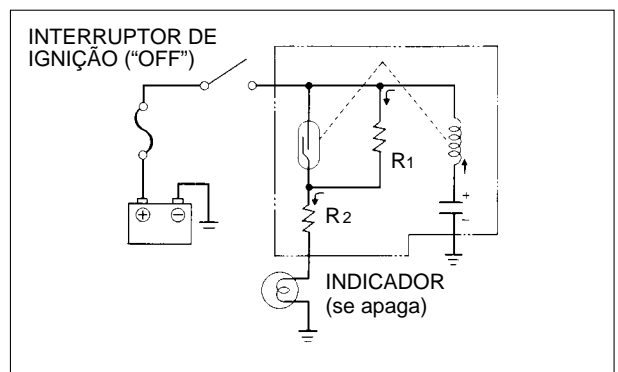 INTERRUPTOR DE
IGNIÇÃO (“OFF”)
R1
R2
+
–
⊕ ⊖
INDICADOR
(se apaga)